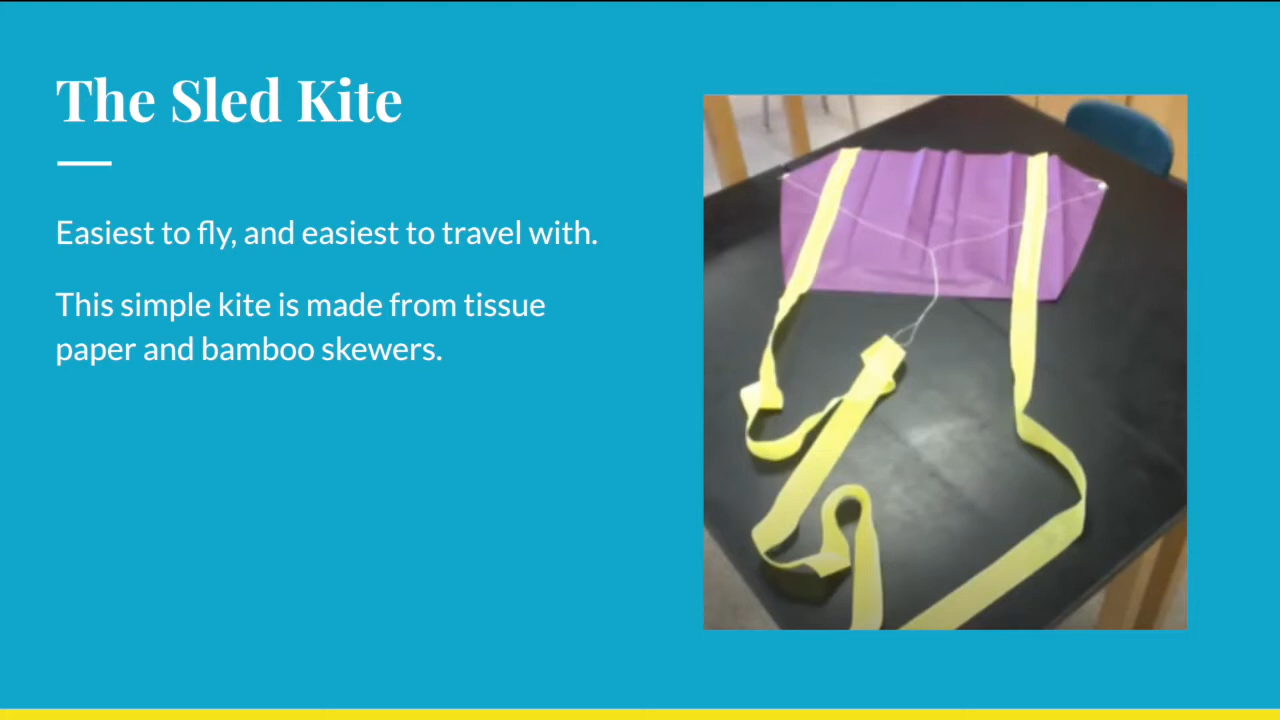 The Sled Kite
Easiest to fly, and easiest to travel with.
This simple kite is made from tissue
paper and bamboo skewers.